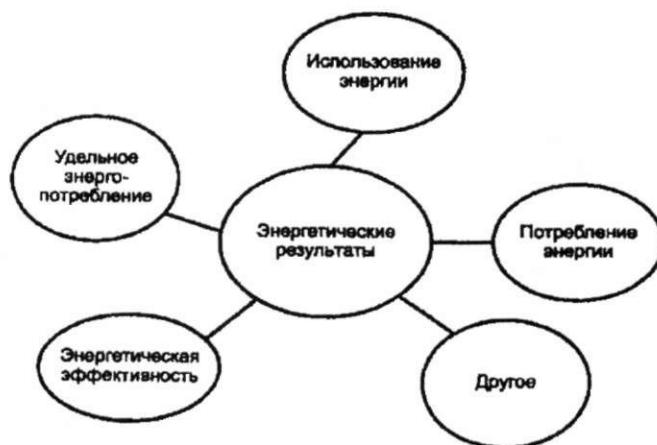 Использование
энергии
Удельное
энерго-
потребление
Энергетические
результаты
Потребление
энергии
Энергетическая
эффективность
Другое